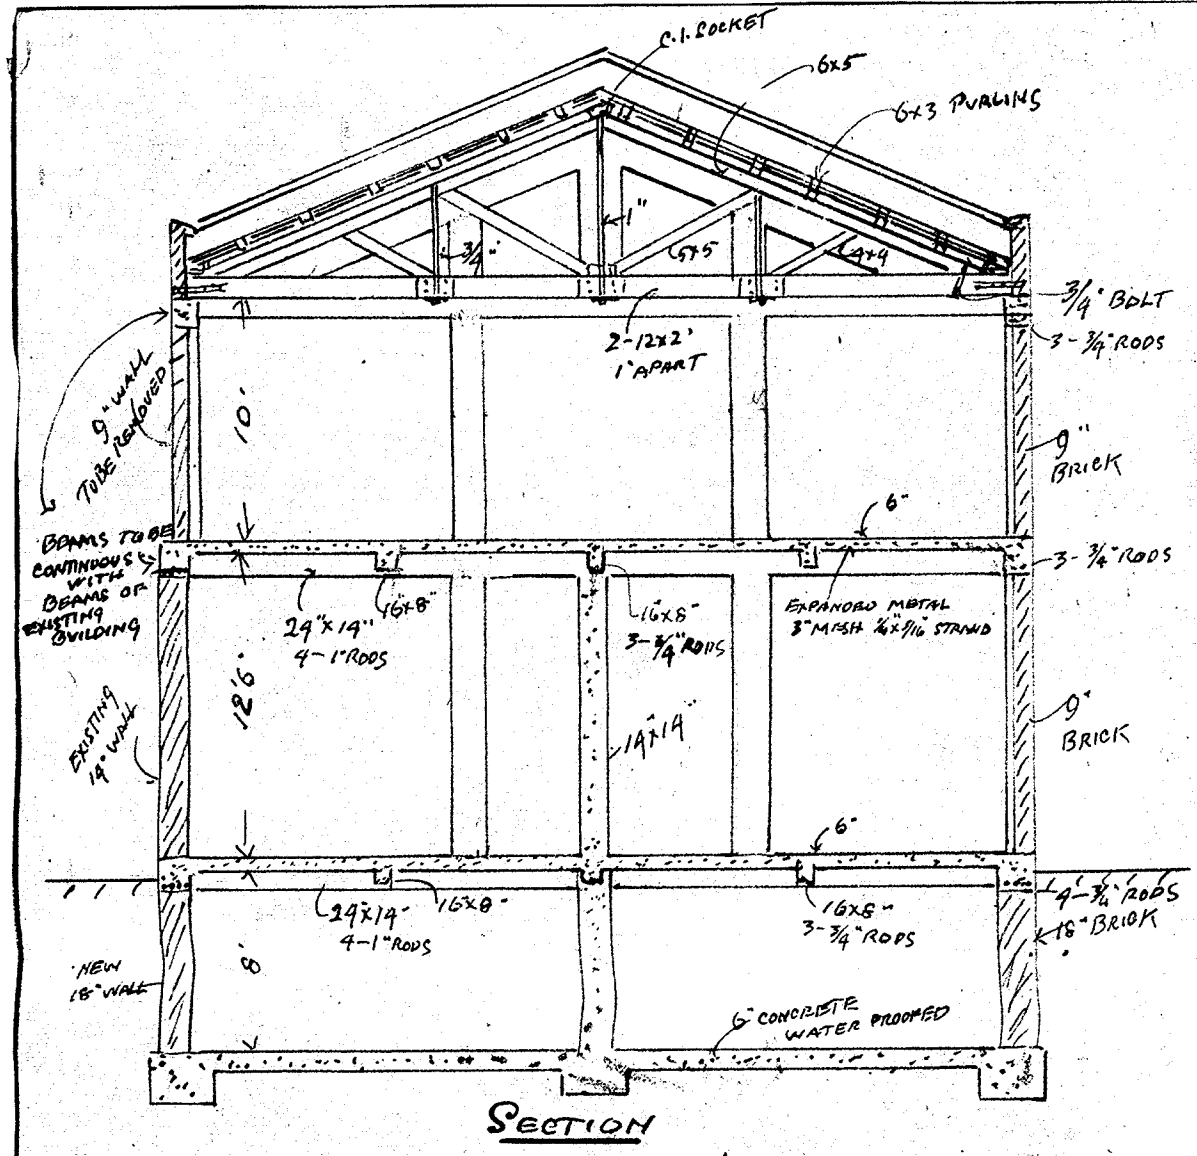 C.I. SOCKET
6x5
6x3 PURLINS
1"
3/4"
5x5
4x4
3/4" BOLT
3-3/4" RODS
2-12x2"
1" APART
9" WALL
TO BE REMOVED
10'
9"
BRICK
6"
BEAMS TO BE
CONTINUOUS
WITH
BEAMS OF
EXISTING
BUILDING
3-3/4" RODS
24"x14"
4-1" RODS
16x8"
16x8"
3-3/4" RODS
EXPANDED METAL
3" MESH STRAND
12'6"
EXISTING
14" WALL
14"x14"
9"
BRICK
6"
24"x14"
4-1" RODS
16x8"
16x8"
3-3/4" RODS
4-3/4" RODS
18" BRICK
NEW
18" WALL
8'
6" CONCRETE
WATER PROOFED
SECTION